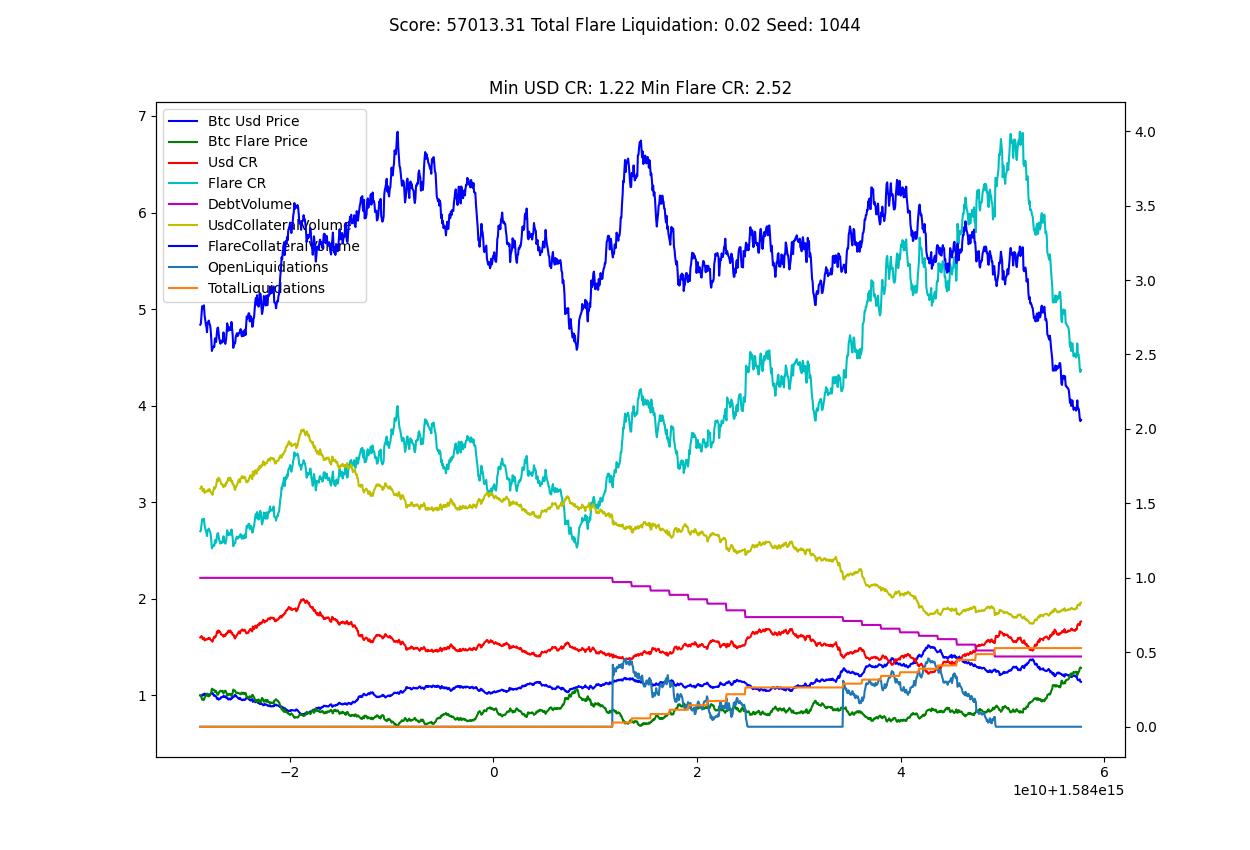 Score: 57013.31 Total Flare Liquidation: 0.02 Seed: 1044
Min USD CR: 1.22 Min Flare CR: 2.52
7
6
5
4
3
2
1
Btc Usd Price
Btc Flare Price
Usd CR
Flare CR
DebtVolume
UsdCollateralVolume
FlareCollateralVolume
OpenLiquidations
TotalLiquidations
4.0
3.5
3.0
2.5
2.0
1.5
1.0
0.5
0.0
−2 0 2 4 6
1e10+1.584e15